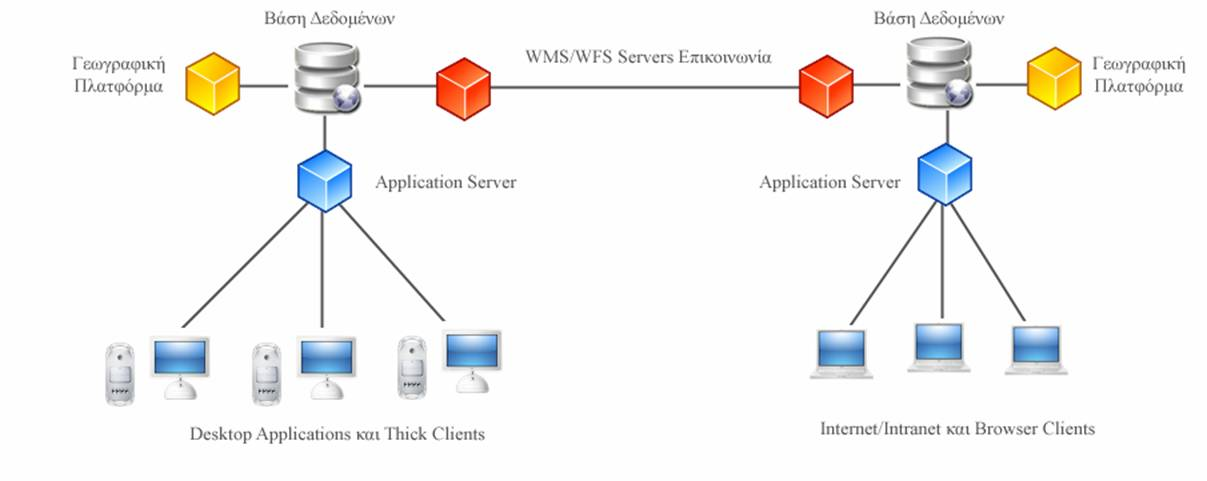 Βάση Δεδομένων
Βάση Δεδομένων
Γεωγραφική
Πλατφόρμα
WMS/WFS Servers Επικοινωνία
Γεωγραφική
Πλατφόρμα
Application Server
Application Server
Desktop Applications και Thick Clients
Internet/Intranet και Browser Clients